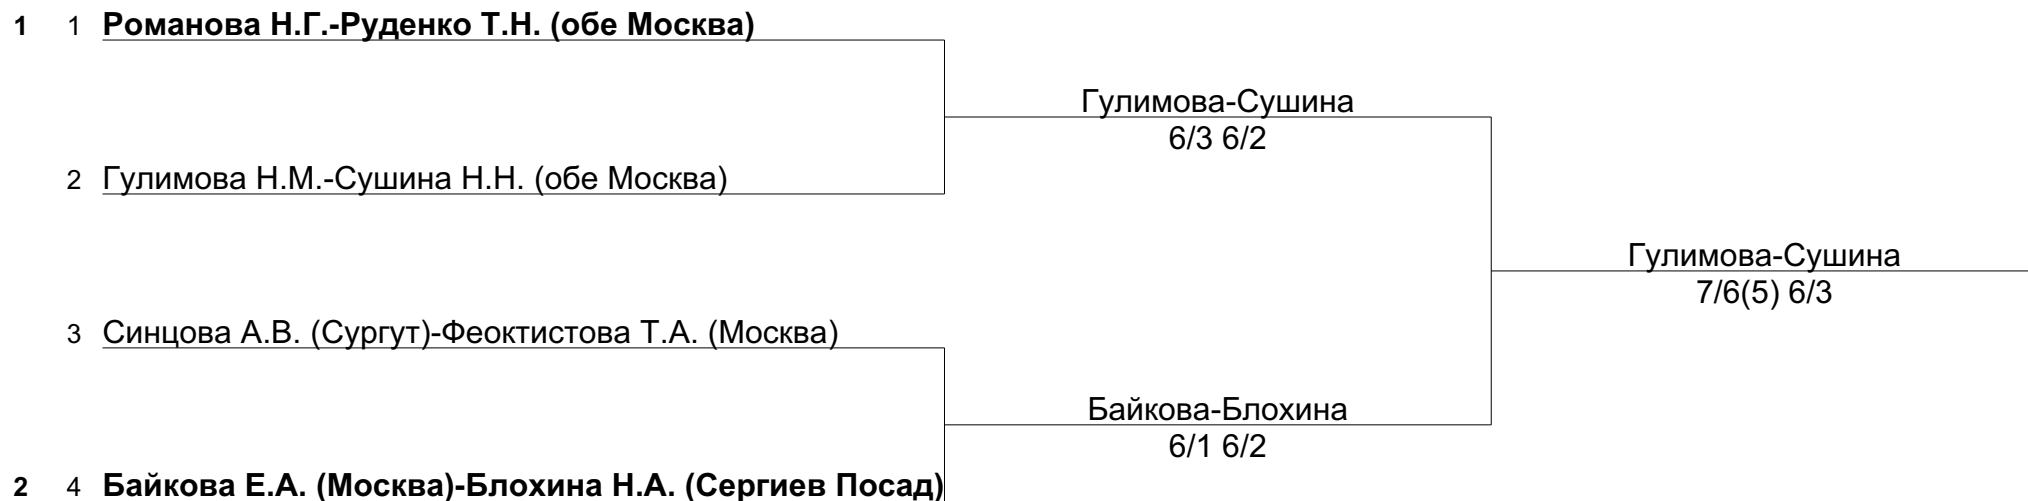 1 1 Романова Н.Г.-Руденко Т.Н. (обе Москва)
Гулимова-Сушина
6/3 6/2
2 Гулимова Н.М.-Сушина Н.Н. (обе Москва)
Гулимова-Сушина
7/6(5) 6/3
3 Синцова А.В. (Сургут)-Феоктистова Т.А. (Москва)
Байкова-Блохина
6/1 6/2
2 4 Байкова Е.А. (Москва)-Блохина Н.А. (Сергиев Посад)